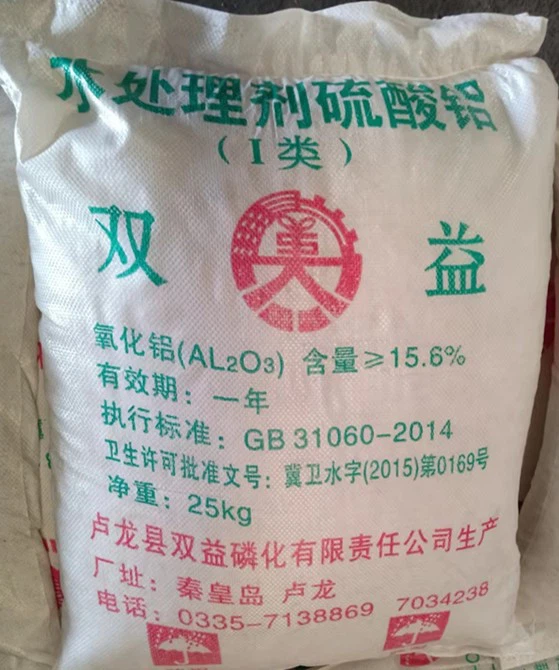 水处理剂硫酸铝
（I类）
双 益
氧化铝(AL2O3) 含量≥15.6%
有效期：一年
执行标准：GB 31060-2014
卫生许可批准文号：冀卫水字(2015)第0169号
净重：25kg
卢龙县双益磷化有限责任公司生产
厂址：秦皇岛 卢龙
电话：0335-7138869 7034238